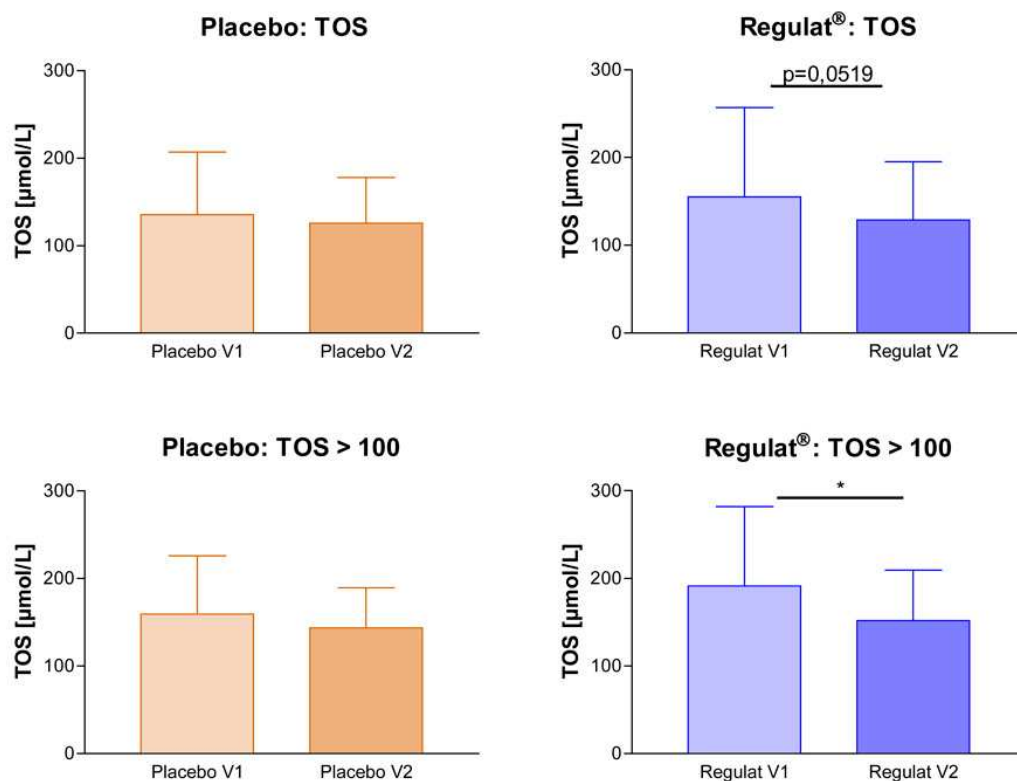 Placebo: TOS
TOS [µmol/L]
300
200
100
0
Placebo V1 Placebo V2
Regulat®: TOS
p=0,0519
TOS [µmol/L]
300
200
100
0
Regulat V1 Regulat V2
Placebo: TOS > 100
TOS [µmol/L]
300
200
100
0
Placebo V1 Placebo V2
Regulat®: TOS > 100
*
TOS [µmol/L]
300
200
100
0
Regulat V1 Regulat V2